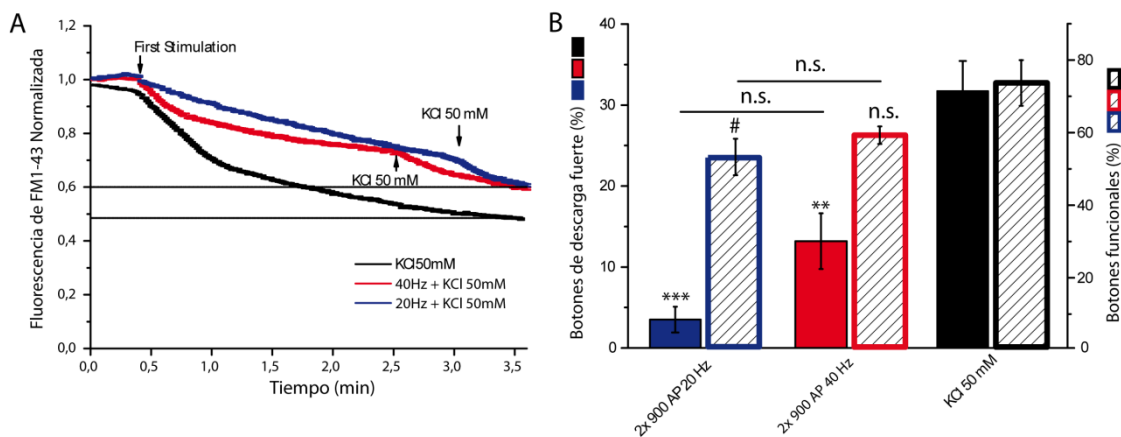 A
Fluorescencia de FM1-43 Normalizada
1,2
1,0
0,8
0,6
0,4
0,2
0,0
First Stimulation
KCl 50 mM
KCl 50 mM
KCl50mM
40Hz + KCl 50mM
20Hz + KCl 50mM
0,0
0,5
1,0
1,5
2,0
2,5
3,0
3,5
Tiempo (min)
B
Botones de descarga fuerte (%)
40
30
20
10
0
n.s.
n.s.
n.s.
#
***
**
2x 900 AP 20 Hz
2x 900 AP 40 Hz
KCl 50 mM
80
60
40
20
0
Botones funcionales (%)